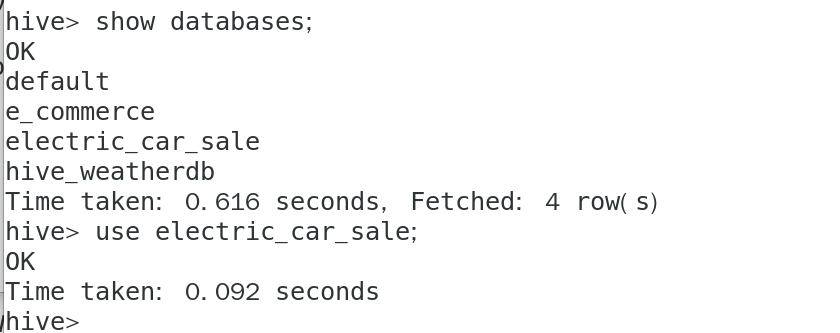 hive> show databases;
OK
default
e_commerce
electric_car_sale
hive_weatherdb
Time taken: 0.616 seconds, Fetched: 4 row(s)
hive> use electric_car_sale;
OK
Time taken: 0.092 seconds
hive>